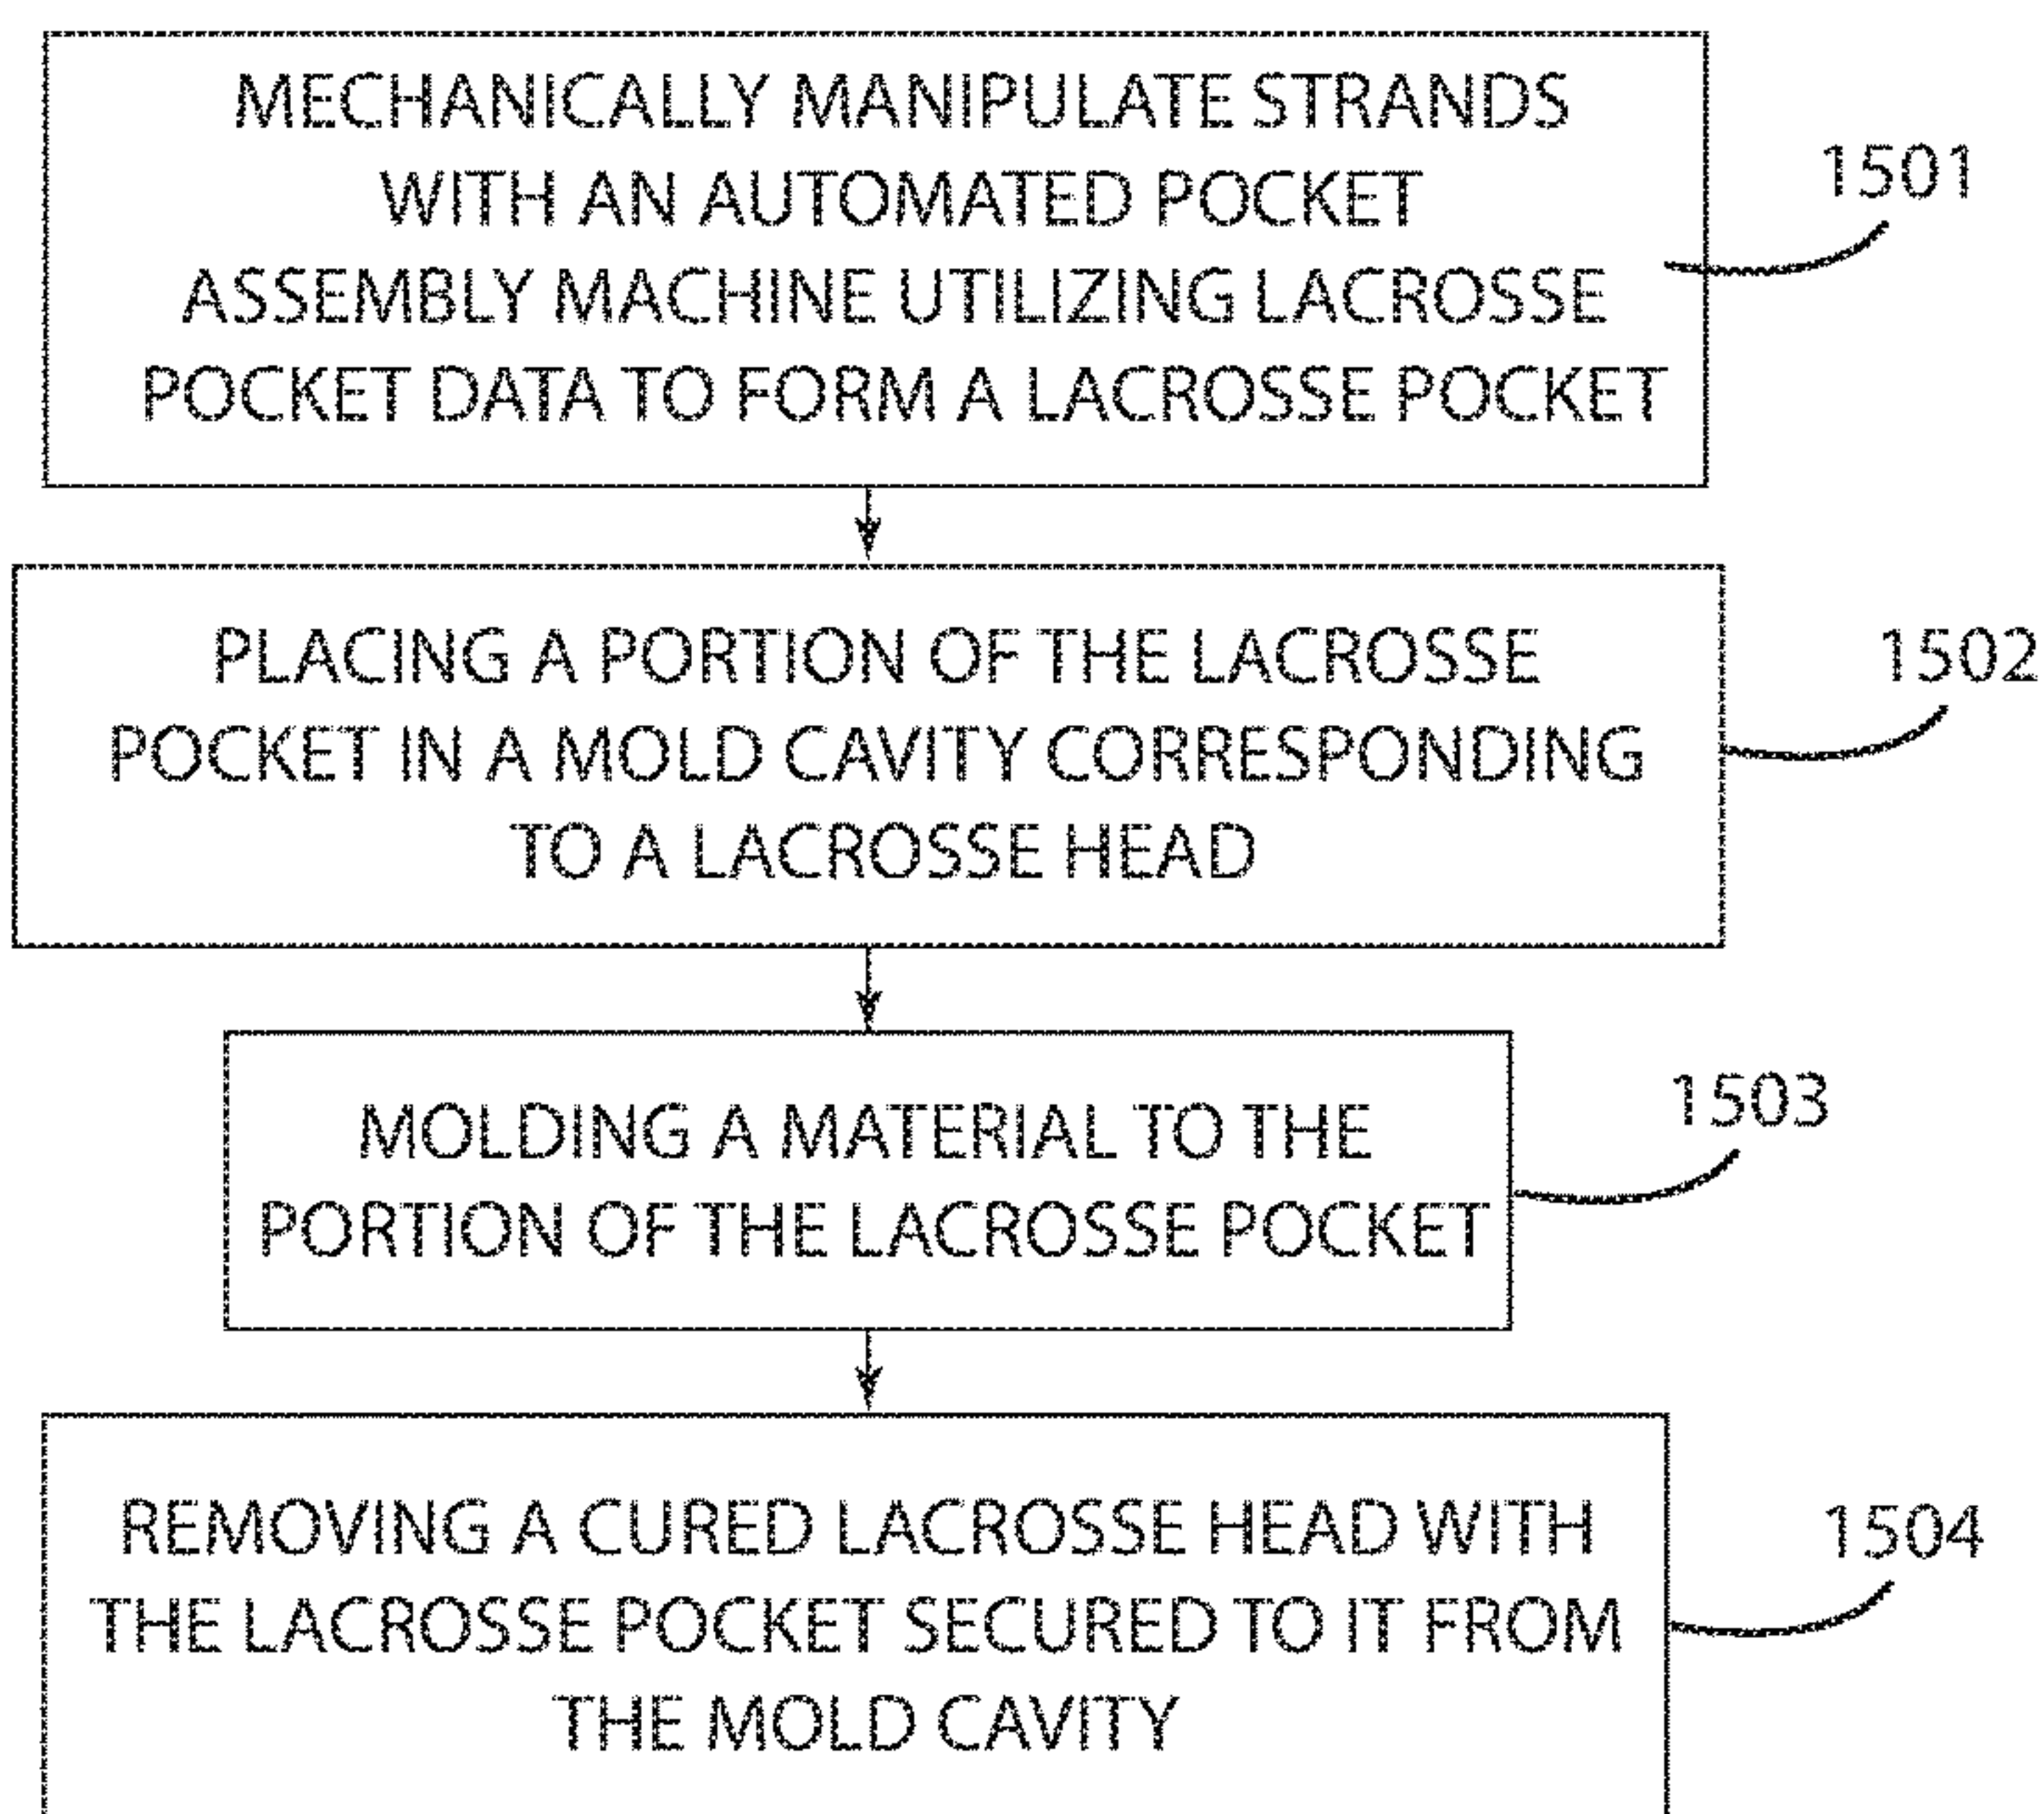 MECHANICALLY MANIPULATE STRANDS
WITH AN AUTOMATED POCKET
ASSEMBLY MACHINE UTILIZING LACROSSE
POCKET DATA TO FORM A LACROSSE POCKET
1501
PLACING A PORTION OF THE LACROSSE
POCKET IN A MOLD CAVITY CORRESPONDING
TO A LACROSSE HEAD
1502
MOLDING A MATERIAL TO THE
PORTION OF THE LACROSSE POCKET
1503
REMOVING A CURED LACROSSE HEAD WITH
THE LACROSSE POCKET SECURED TO IT FROM
THE MOLD CAVITY
1504